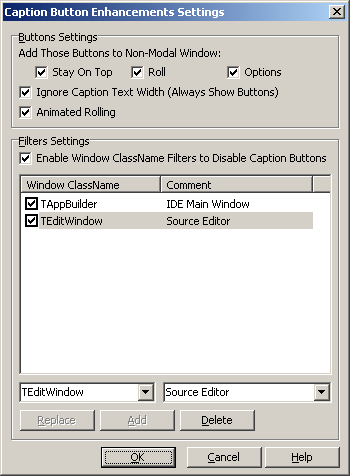 Caption Button Enhancements Settings
Buttons Settings
Add Those Buttons to Non-Modal Window:
Stay On Top Roll Options
Ignore Caption Text Width (Always Show Buttons)
Animated Rolling
Filters Settings
Enable Window ClassName Filters to Disable Caption Buttons
Window ClassName Comment
TAppBuilder IDE Main Window
TEditWindow Source Editor
TEditWindow Source Editor
Replace Add Delete
OK Cancel Help